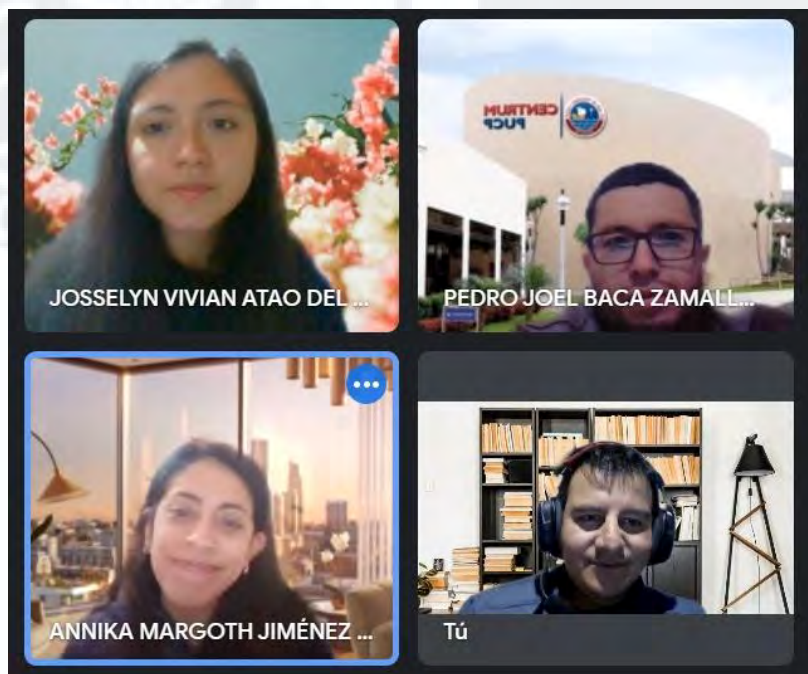 JOSSELYN VIVIAN ATAO DEL ...
CENTRUM
PUCP
PEDRO JOEL BACA ZAMALL...
ANNIKA MARGOTH JIMÉNEZ ...
Tú